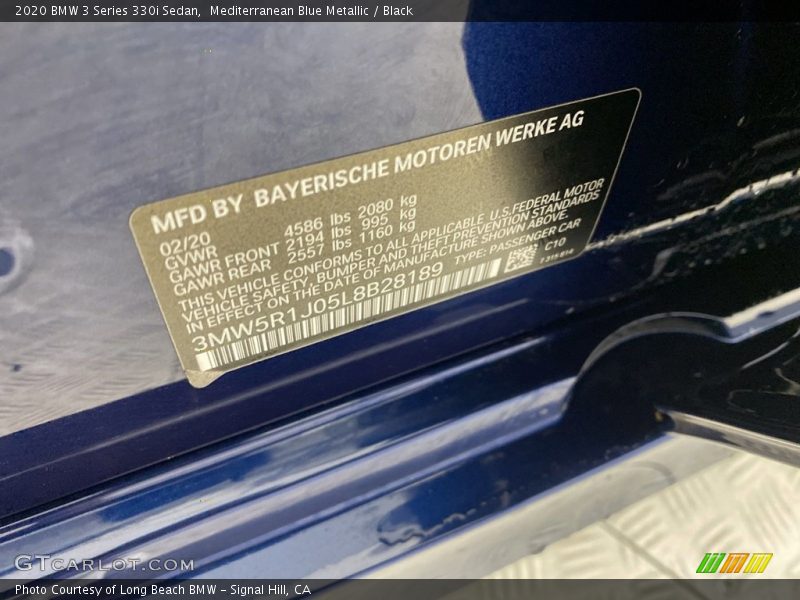 2020 BMW 3 Series 330i Sedan,  Mediterranean Blue Metallic / Black
MFD BY BAYERISCHE MOTOREN WERKE AG
02/20
GVWR 4586 lbs 2080 kg
GAWR FRONT 2194 lbs 995 kg
GAWR REAR 2557 lbs 1160 kg
THIS VEHICLE CONFORMS TO ALL APPLICABLE U.S. FEDERAL MOTOR
VEHICLE SAFETY, BUMPER AND THEFT PREVENTION STANDARDS
IN EFFECT ON THE DATE OF MANUFACTURE SHOWN ABOVE.
3MW5R1J05L8B28189 TYPE: PASSENGER CAR
C10
GTCARLOT.COM
Photo Courtesy of Long Beach BMW - Signal Hill, CA